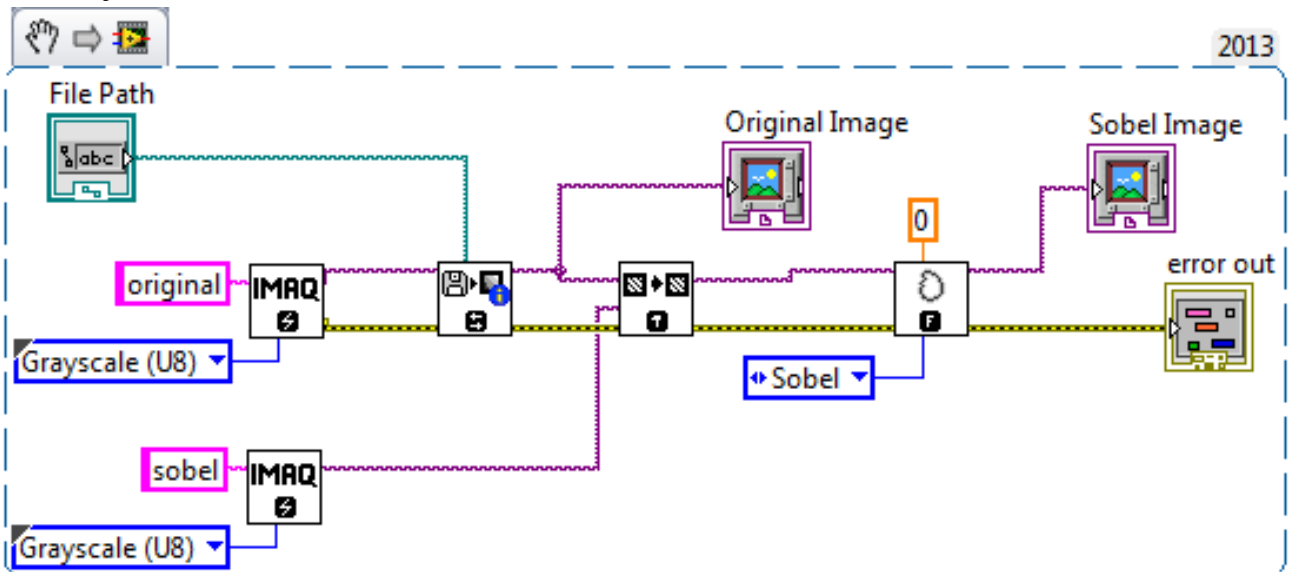 2013
File Path
abc
Original Image
Sobel Image
0
error out
original
IMAQ
Grayscale (U8)
Sobel
sobel
IMAQ
Grayscale (U8)